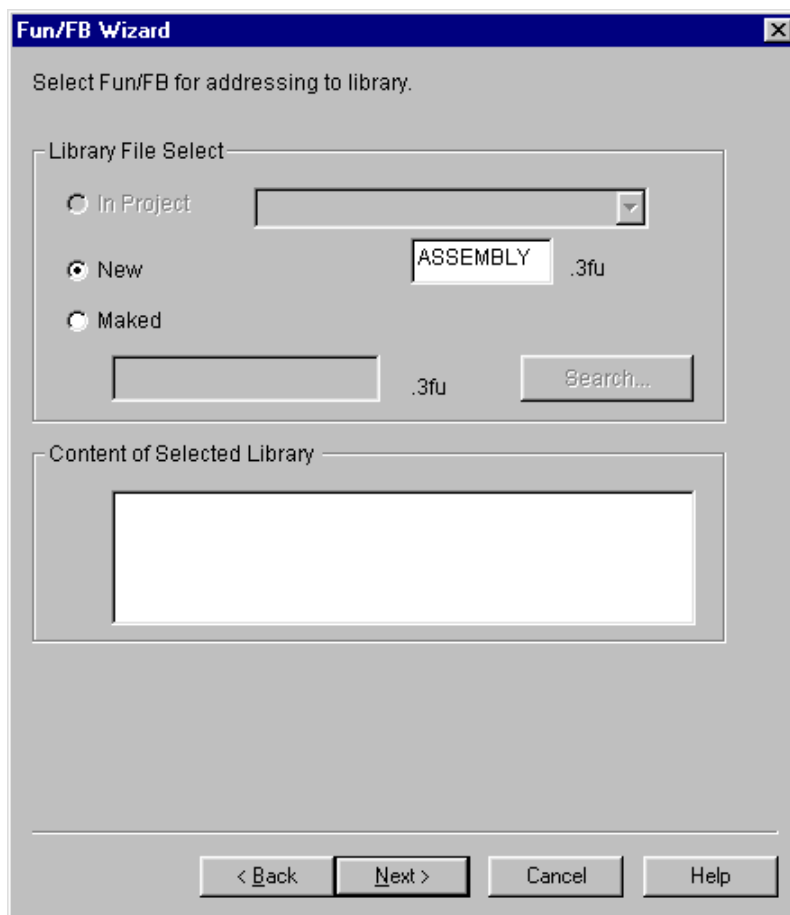 Fun/FB Wizard
Select Fun/FB for addressing to library.
Library File Select
In Project
New ASSEMBLY .3fu
Maked
.3fu Search...
Content of Selected Library
< Back Next > Cancel Help